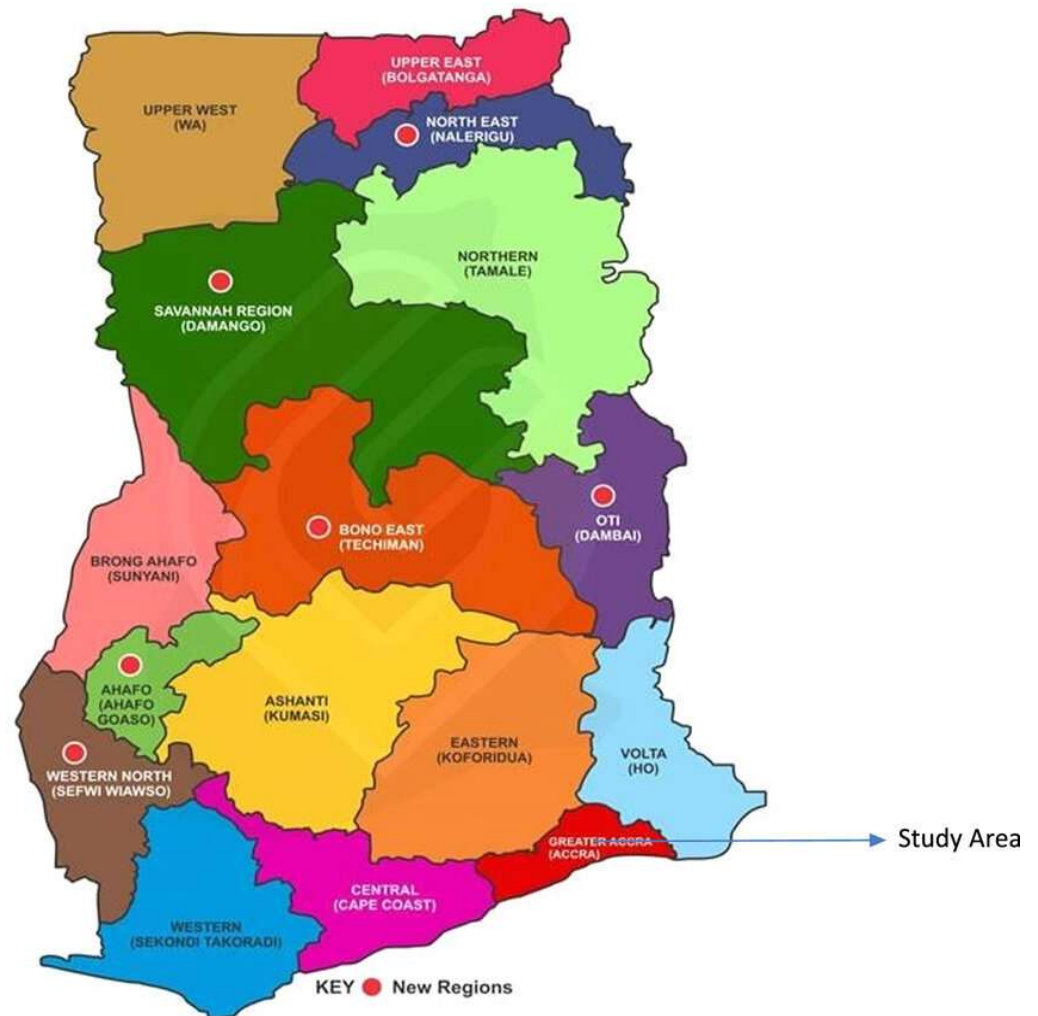 UPPER EAST
(BOLGATANGA)
UPPER WEST
(WA)
NORTH EAST
(NALERIGU)
NORTHERN
(TAMALE)
SAVANNAH REGION
(DAMANGO)
OTI
(DAMBAI)
BONO EAST
(TECHIMAN)
BRONG AHAFO
(SUNYANI)
AHAFO
(AHAFO
GOASO)
ASHANTI
(KUMASI)
EASTERN
(KOFORIDUA)
VOLTA
(HO)
WESTERN NORTH
(SEFWI WIAWSO)
GREATER ACCRA
(ACCRA)
Study Area
CENTRAL
(CAPE COAST)
WESTERN
(SEKONDI TAKORADI)
KEY New Regions